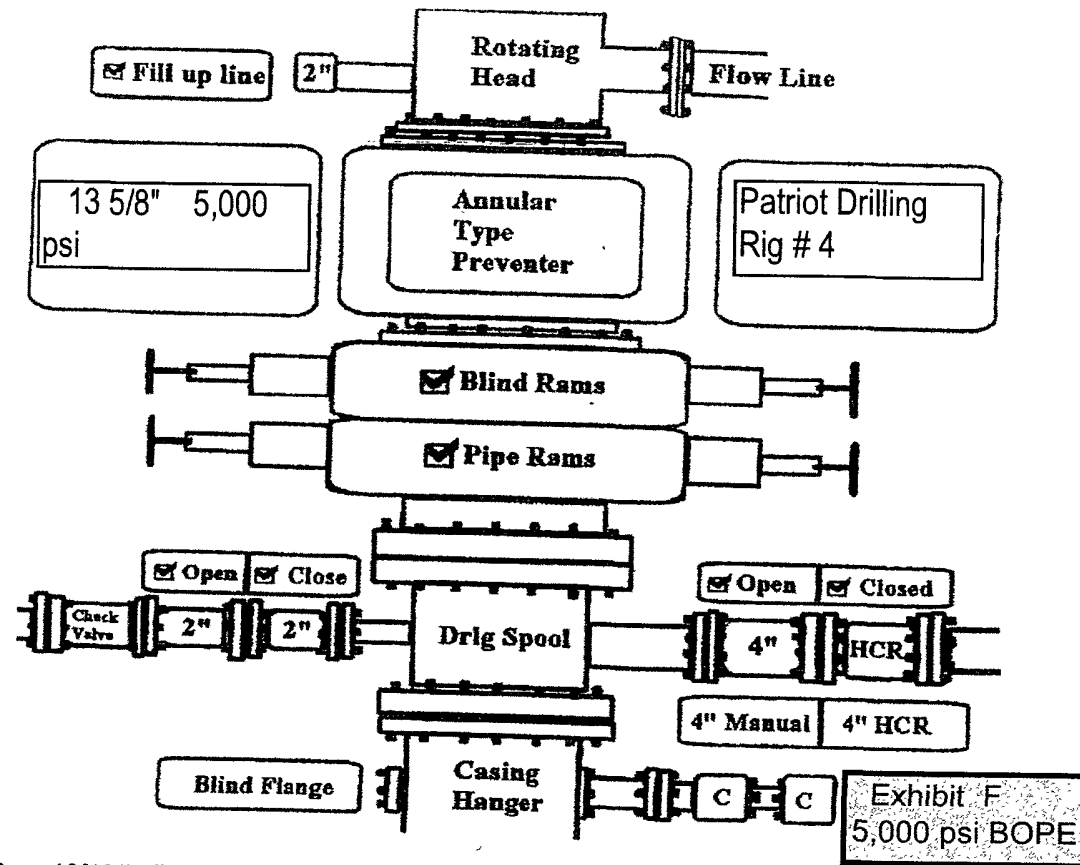 Rotating
Head
Fill up line
2"
Flow Line
13 5/8" 5,000
psi
Annular
Type
Preventer
Patriot Drilling
Rig # 4
Blind Rams
Pipe Rams
Open
Close
Open
Closed
Check
Valve
2"
2"
Drlg Spool
4"
HCR
4" Manual
4" HCR
Blind Flange
Casing
Hanger
C
C
Exhibit F
5,000 psi BOPE